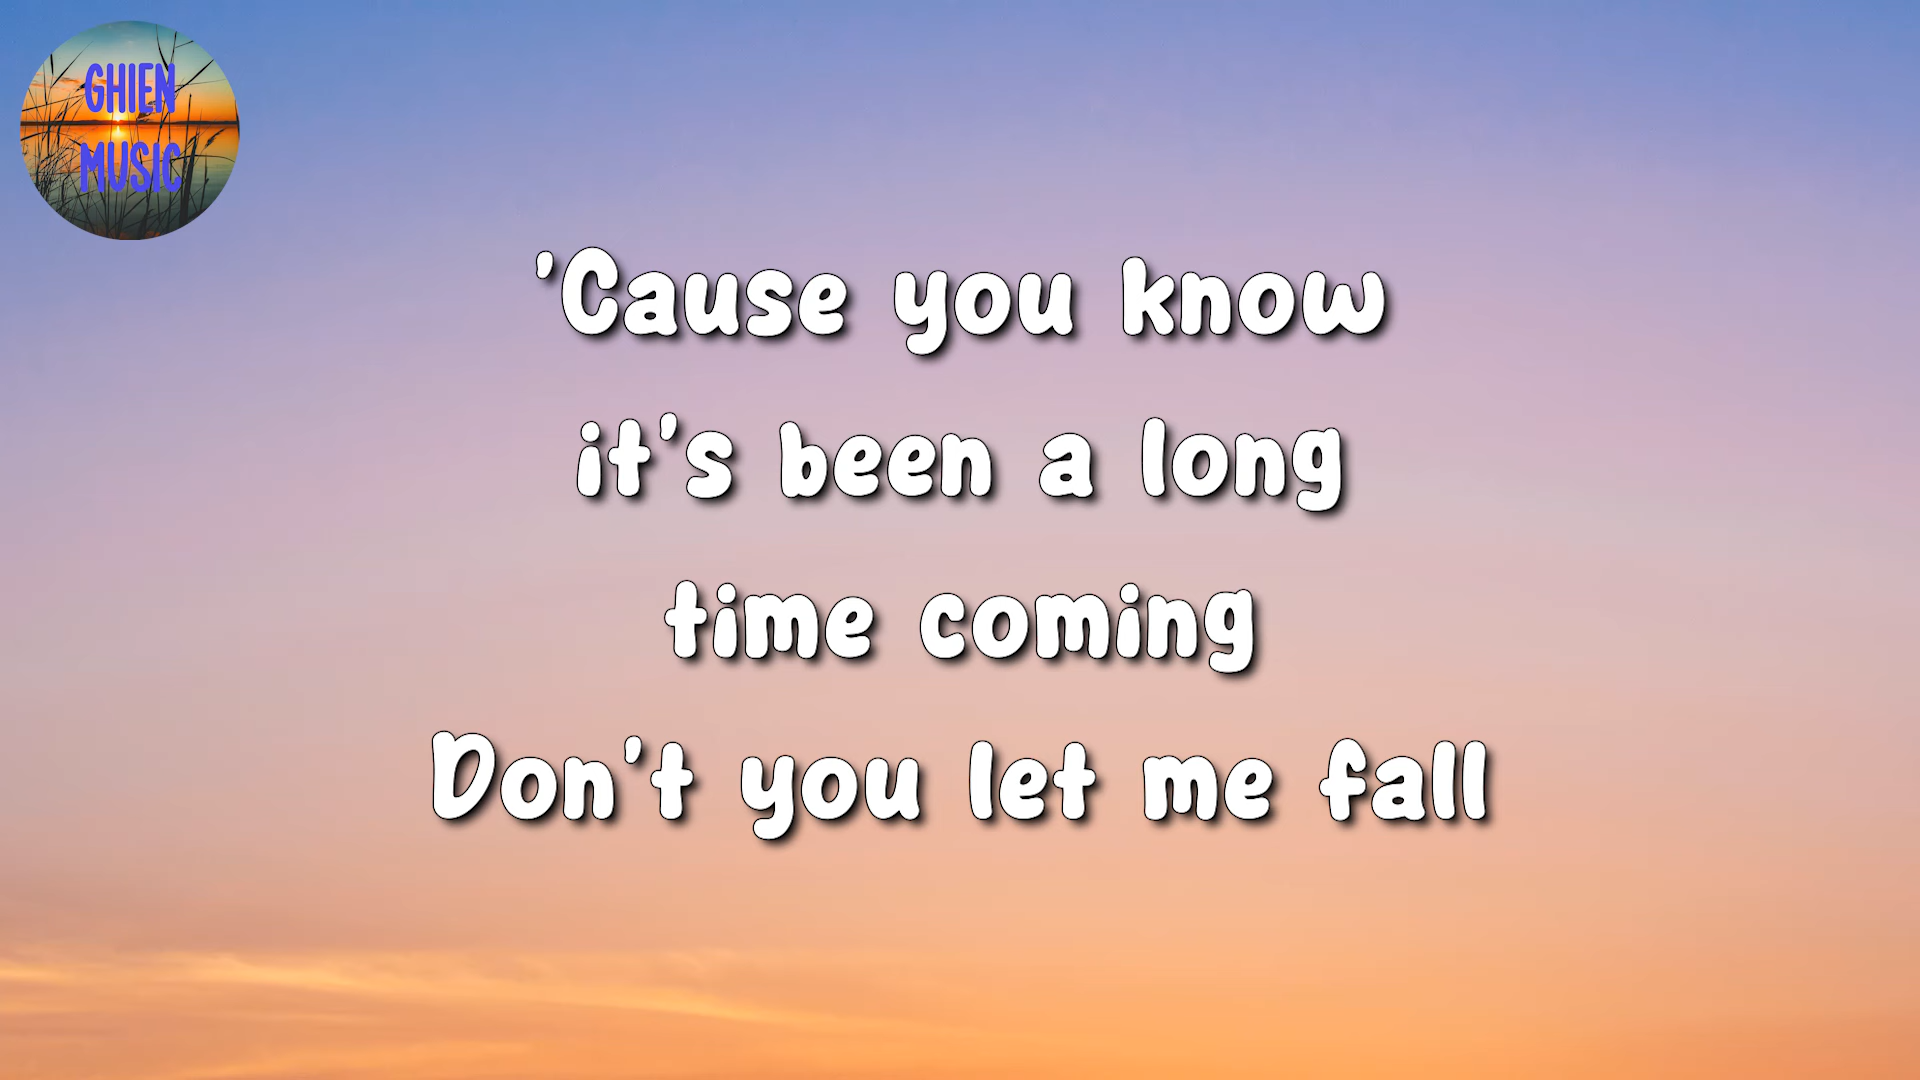 GHIEN
MUSIC
'Cause you know
it's been a long
time coming
Don't you let me fall